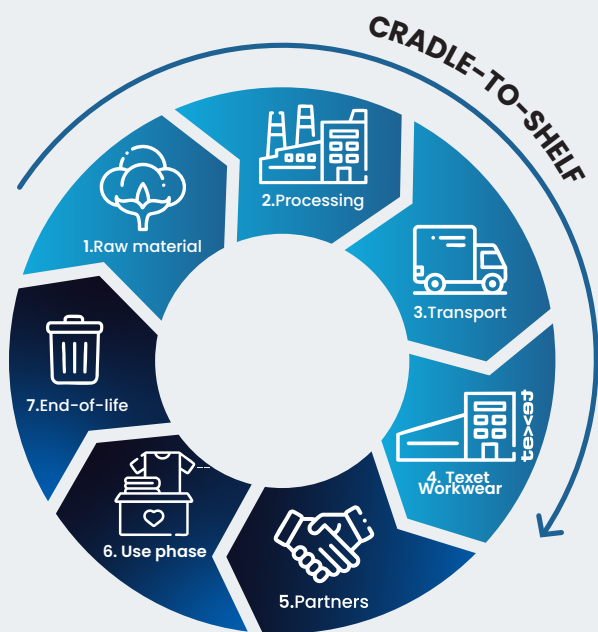 CRADLE-TO-SHELF
1.Raw material
2.Processing
3.Transport
4. Texet
Workwear
5.Partners
6. Use phase
7.End-of-life